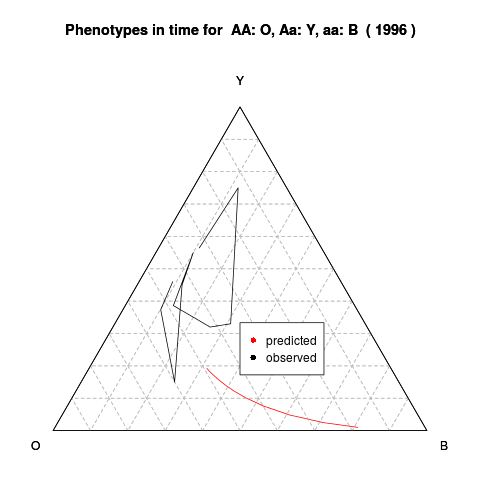 Phenotypes in time for  AA: O, Aa: Y, aa: B  ( 1996 )
Y
predicted
observed
O
B